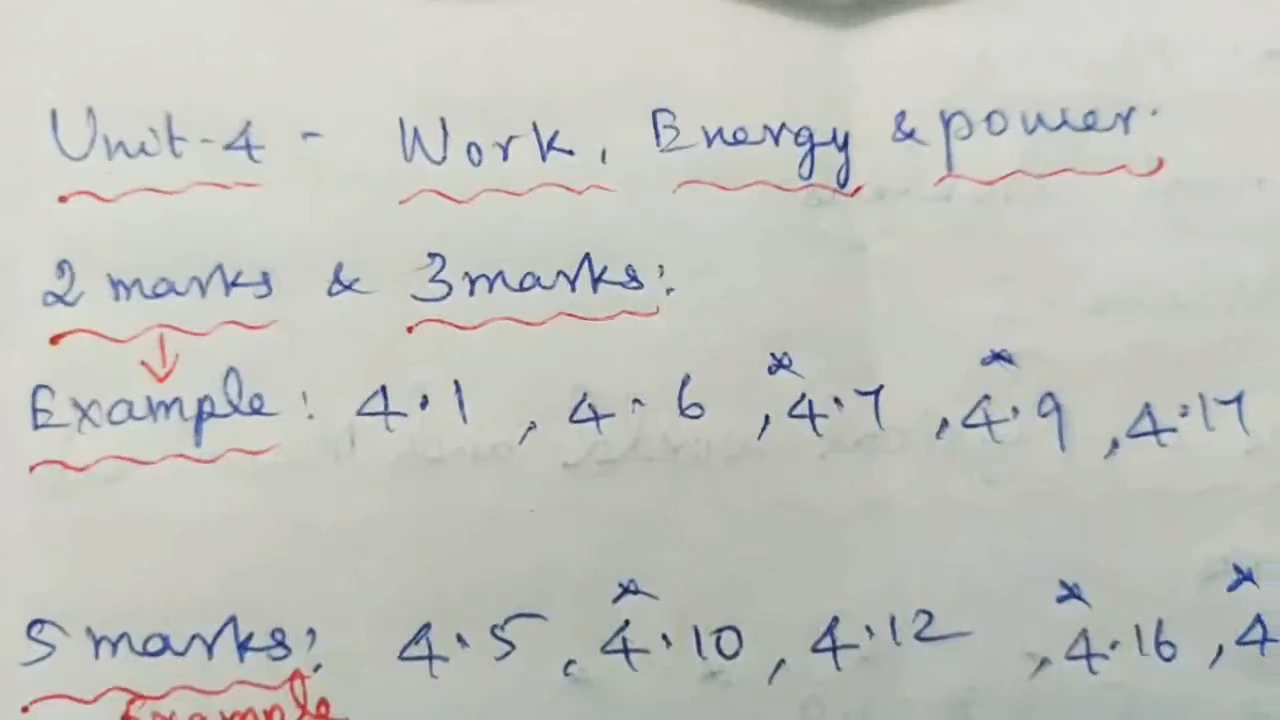 Unit-4 - Work, Energy & power.
2 marks & 3 marks:
Example: 4.1, 4.6, 4.7, 4.9, 4.17
5 marks: 4.5, 4.10, 4.12, 4.16, 4
Example